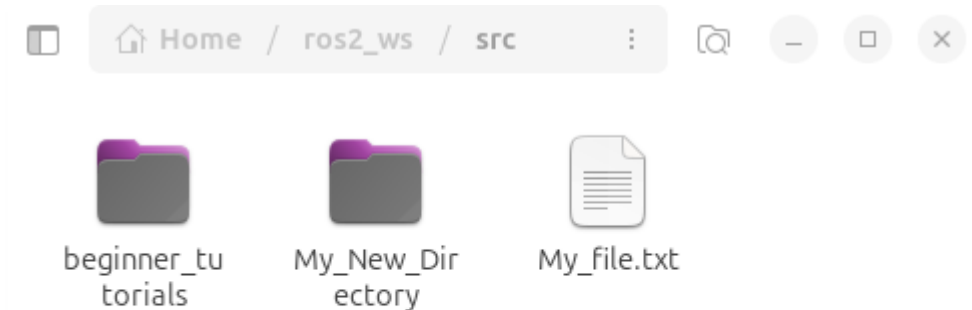 Home / ros2_ws / src
beginner_tu My_New_Dir My_file.txt
torials ectory